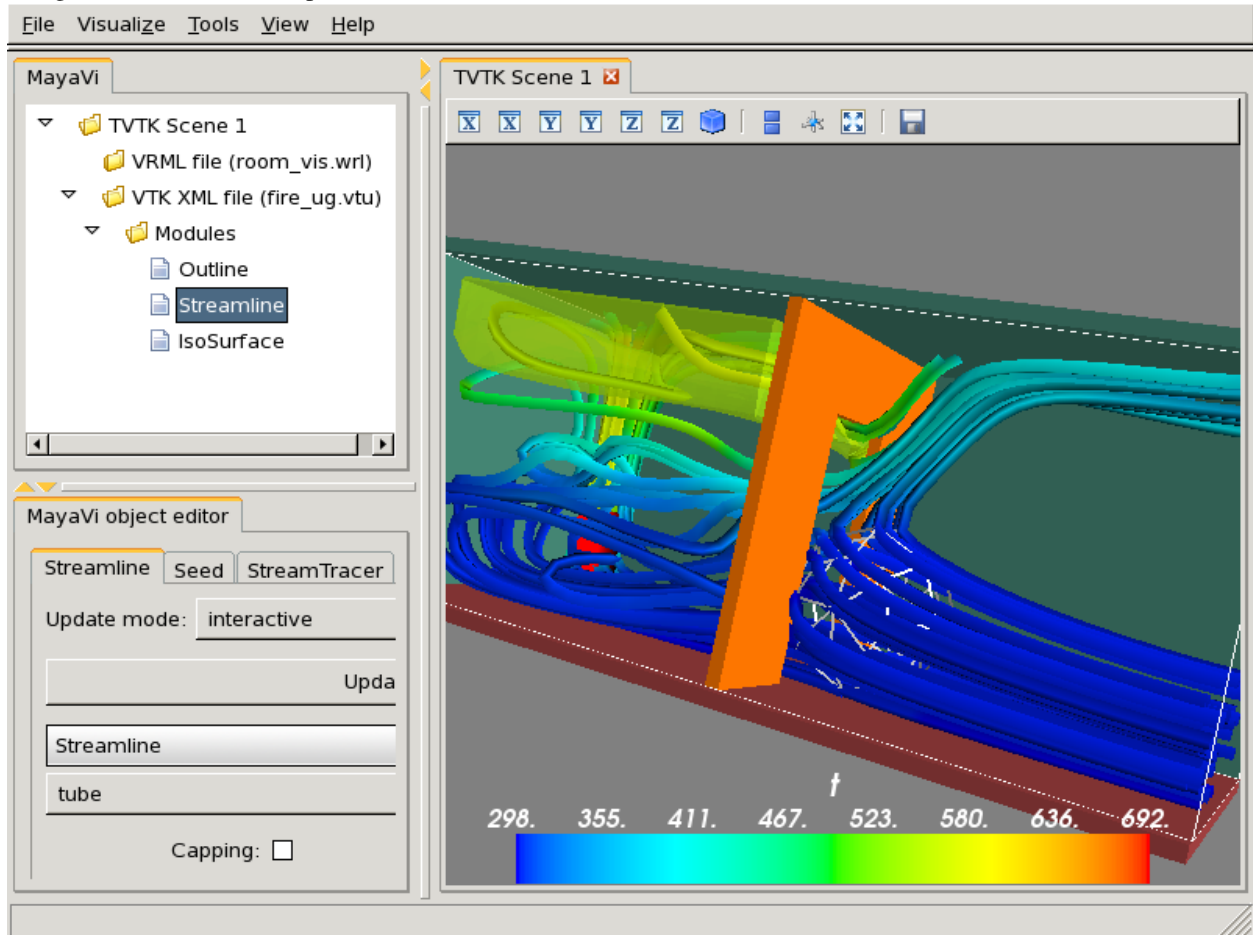 File Visualize Tools View Help
MayaVi
TVTK Scene 1
VRML file (room_vis.wrl)
VTK XML file (fire_ug.vtu)
Modules
Outline
Streamline
IsoSurface
MayaVi object editor
Streamline Seed StreamTracer
Update mode: interactive
Upda
Streamline
tube
Capping:
TVTK Scene 1
X X Y Y Z Z
t
298. 355. 411. 467. 523. 580. 636. 692.